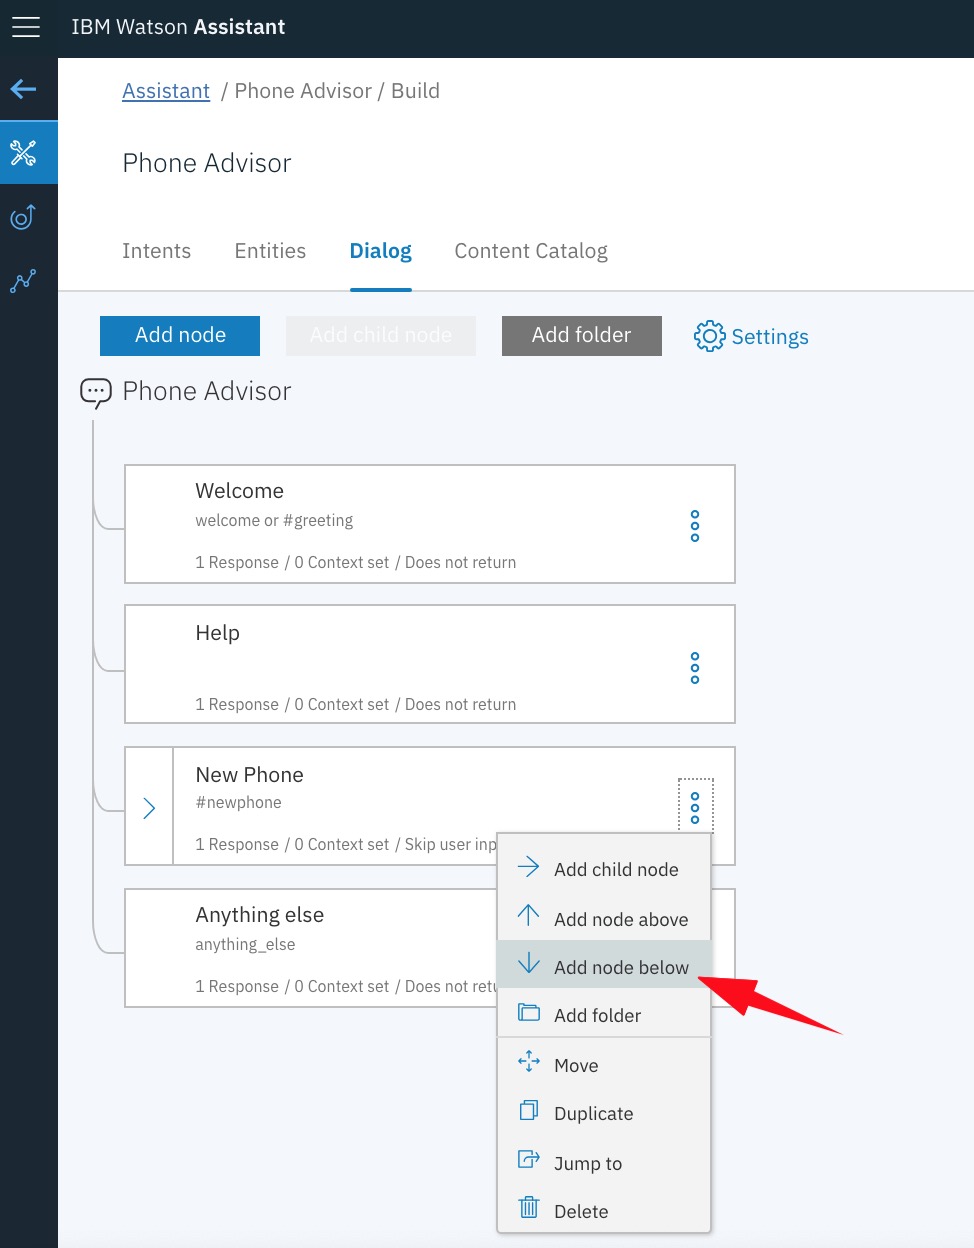 IBM Watson Assistant
Assistant / Phone Advisor / Build
Phone Advisor
Intents Entities Dialog Content Catalog
Add node Add child node Add folder Settings
Phone Advisor
Welcome
welcome or #greeting
1 Response / 0 Context set / Does not return
Help
1 Response / 0 Context set / Does not return
New Phone
#newphone
1 Response / 0 Context set / Skip user inp
Anything else
anything_else
1 Response / 0 Context set / Does not retu
Add child node
Add node above
Add node below
Add folder
Move
Duplicate
Jump to
Delete